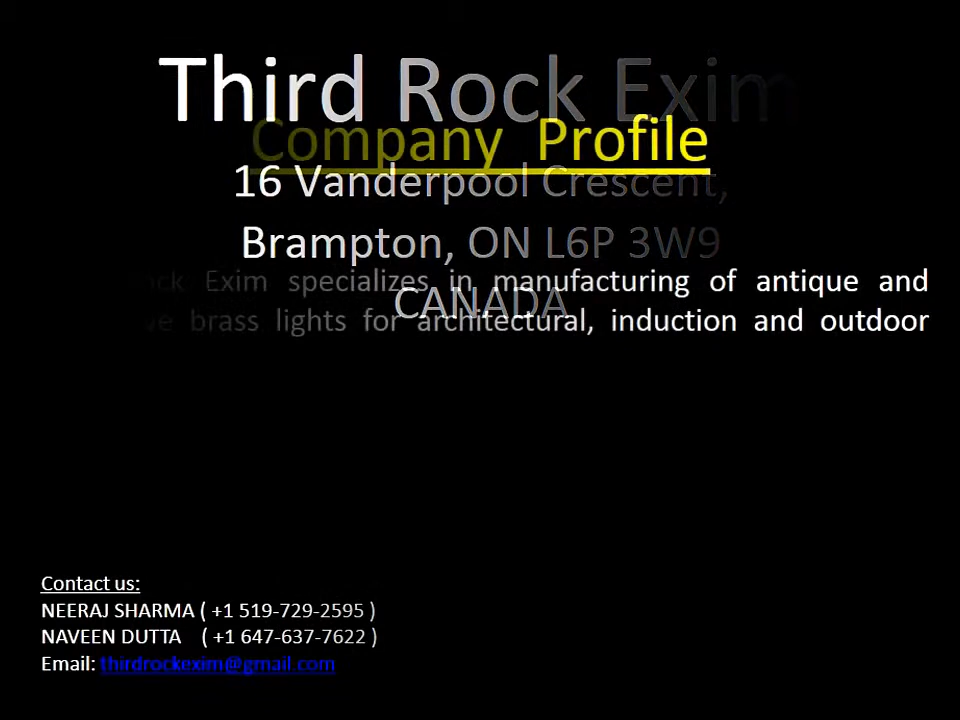 Third Rock Exim
Company Profile
16 Vanderpool Crescent,
Brampton, ON L6P 3W9
Rock Exim specializes in manufacturing of antique and
CANADA
brass lights for architectural, induction and outdoor
Contact us:
NEERAJ SHARMA ( +1 519-729-2595 )
NAVEEN DUTTA ( +1 647-637-7622 )
Email: thirdrockexim@gmail.com